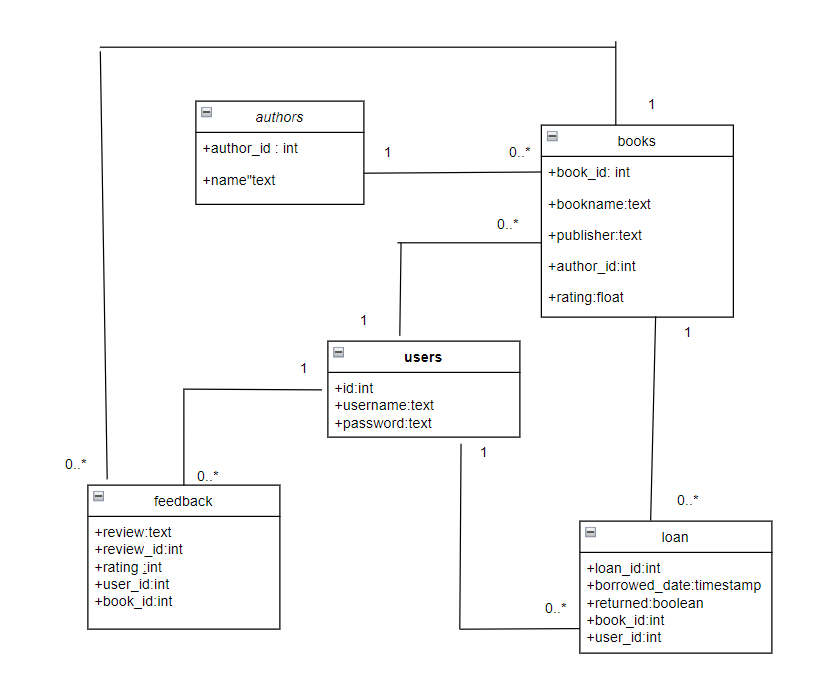 1
authors
+author_id : int
+name"text
1
0..*
books
+book_id: int
+bookname:text
+publisher:text
+author_id:int
+rating:float
0..*
1
1
users
+id:int
+username:text
+password:text
1
1
0..*
0..*
feedback
+review:text
+review_id:int
+rating :int
+user_id:int
+book_id:int
1
0..*
0..*
loan
+loan_id:int
+borrowed_date:timestamp
+returned:boolean
+book_id:int
+user_id:int